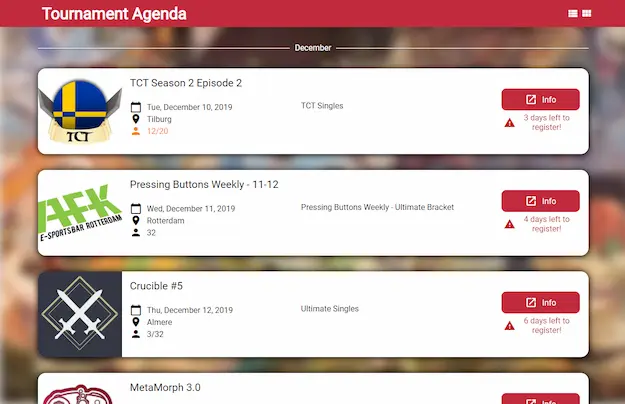 Tournament Agenda
December
TCT Season 2 Episode 2
Tue, December 10, 2019
Tilburg
12/20
TCT Singles
Info
3 days left to
register!
TCT
Pressing Buttons Weekly - 11-12
Wed, December 11, 2019
Rotterdam
32
Pressing Buttons Weekly - Ultimate Bracket
Info
4 days left to
register!
AFK
E-SPORTSBAR ROTTERDAM
Crucible #5
Thu, December 12, 2019
Almere
3/32
Ultimate Singles
Info
6 days left to
register!
MetaMorph 3.0
Info